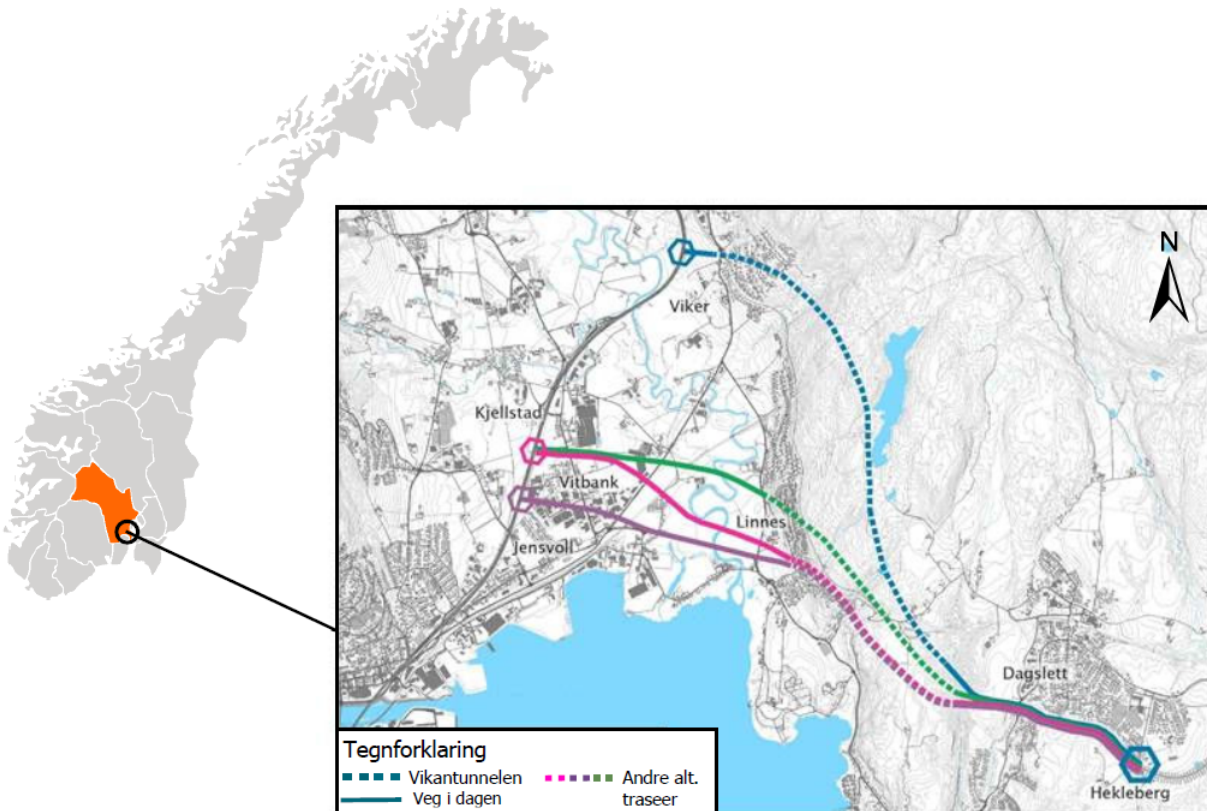 N
Viker
Kjellstad
Vitbank
Linnes
Jensvoll
Dagslett
Hekleberg
Tegnforklaring
Vikantunnelen
Andre alt.
Veg i dagen
traseer